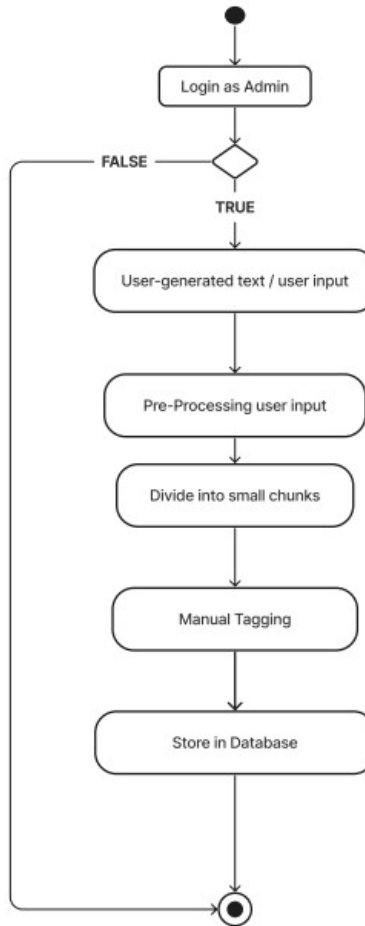 Login as Admin
FALSE
TRUE
User-generated text / user input
Pre-Processing user input
Divide into small chunks
Manual Tagging
Store in Database